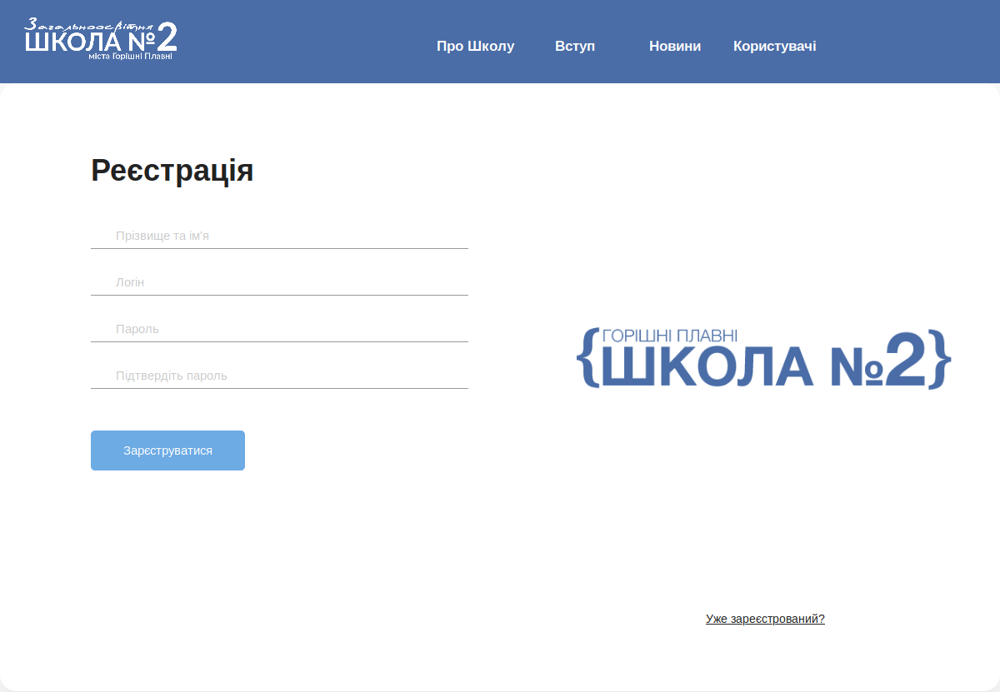 Загальноосвітня
ШКОЛА №2
міста Горішні Плавні
Про Школу
Вступ
Новини
Користувачі
Реєстрація
Прізвище та ім'я
Логін
Пароль
Підтвердіть пароль
Зарєструватися
{ГОРІШНІ ПЛАВНІ
ШКОЛА №2}
Уже зареєстрований?